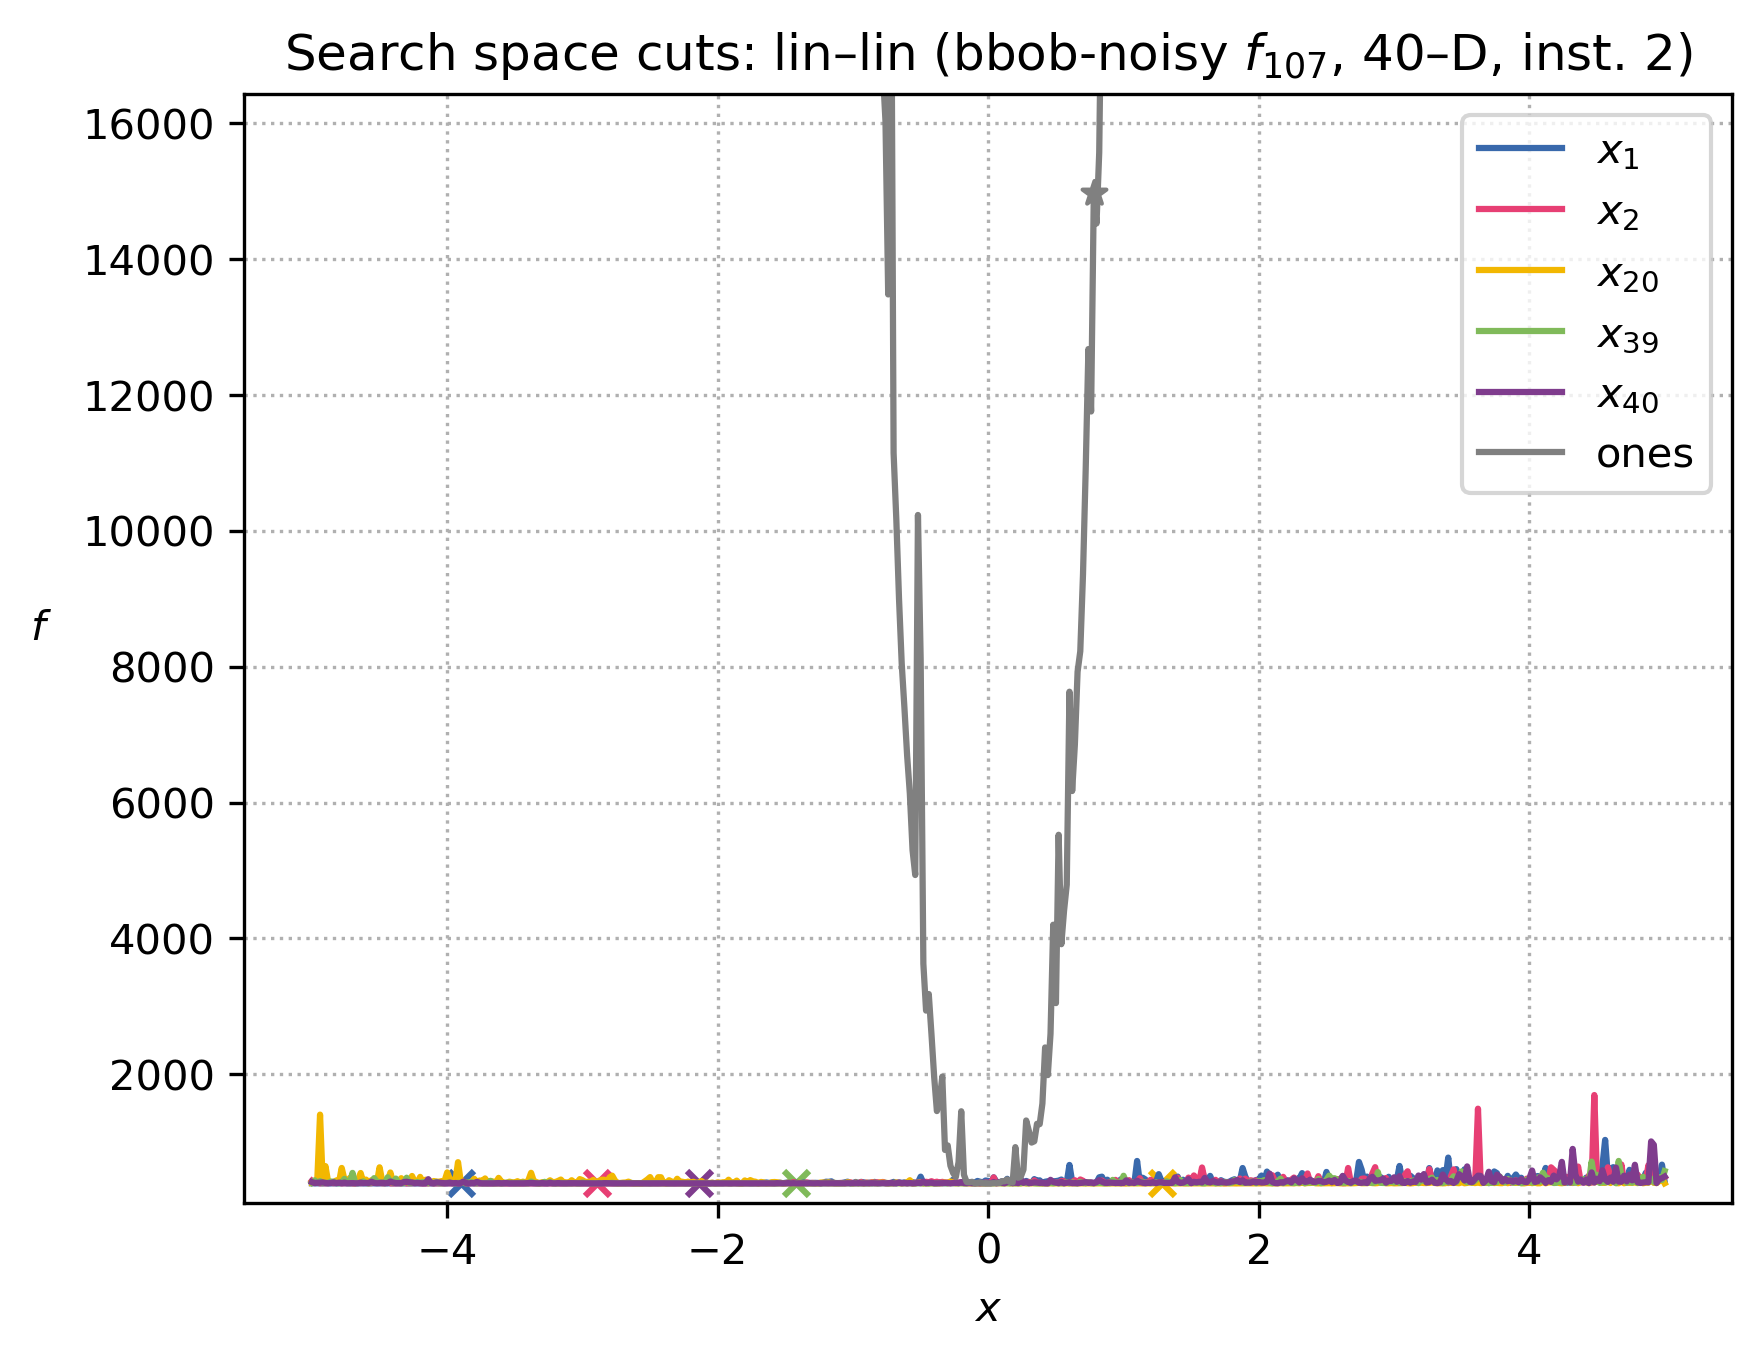 Search space cuts: lin–lin (bbob-noisy f₁₀₇, 40–D, inst. 2)
16000
14000
12000
10000
8000
6000
4000
2000
f
−4
−2
0
2
4
x
x₁
x₂
x₂₀
x₃₉
x₄₀
ones